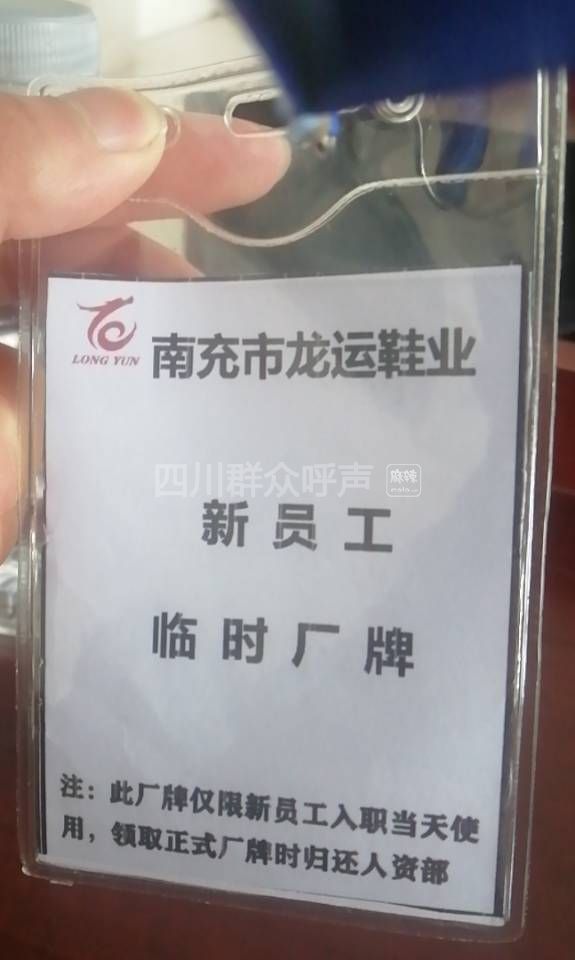 LONG YUN 南充市龙运鞋业
四川群众呼声 麻辣
新员工
临时厂牌
注：此厂牌仅限新员工入职当天使
用，领取正式厂牌时归还人资部